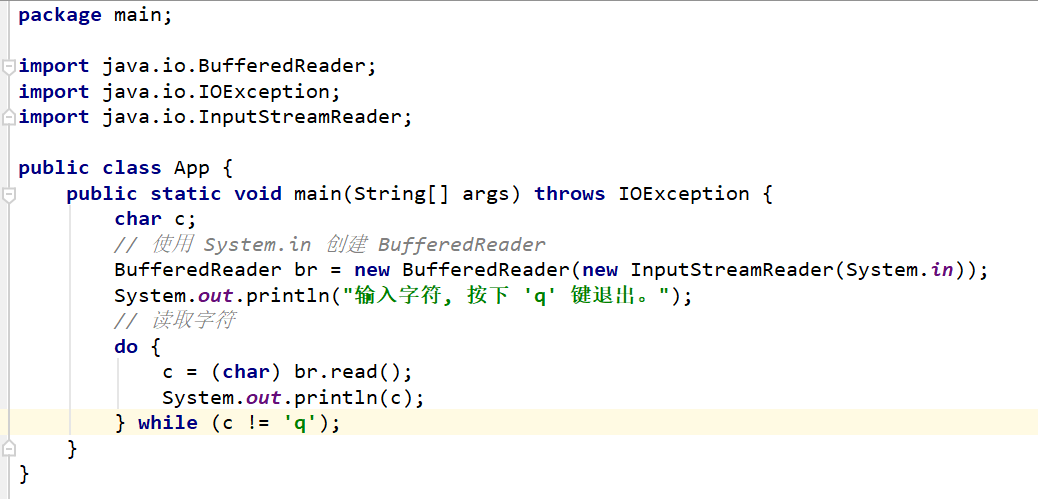 package main;
import java.io.BufferedReader;
import java.io.IOException;
import java.io.InputStreamReader;
public class App {
public static void main(String[] args) throws IOException {
char c;
// 使用 System.in 创建 BufferedReader
BufferedReader br = new BufferedReader(new InputStreamReader(System.in));
System.out.println("输入字符, 按下 'q' 键退出。");
// 读取字符
do {
c = (char) br.read();
System.out.println(c);
} while (c != 'q');
}
}